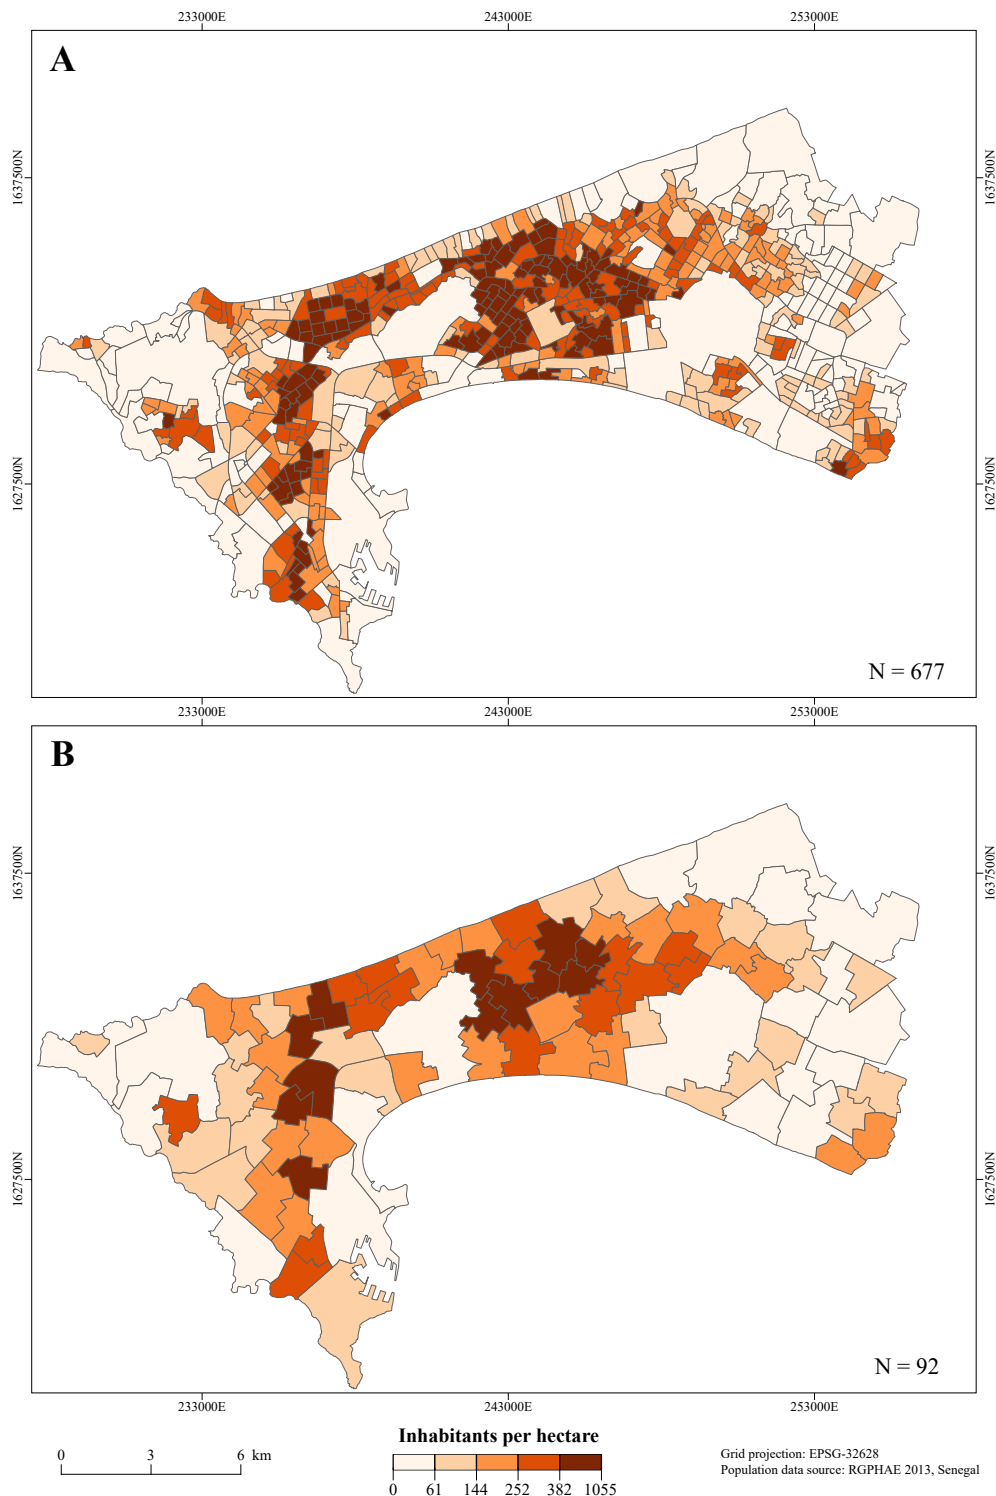 233000E 243000E 253000E
A
1637500N 1637500N
1627500N 1627500N
N = 677
233000E 243000E 253000E
B
1637500N 1637500N
1627500N 1627500N
N = 92
233000E 243000E 253000E
Inhabitants per hectare
0 3 6 km
0 61 144 252 382 1055
Grid projection: EPSG-32628
Population data source: RGPHAE 2013, Senegal